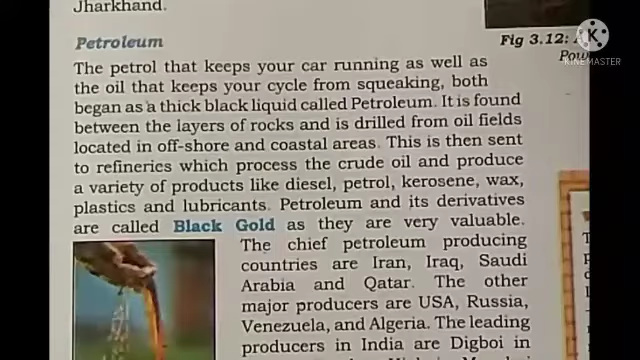 Jharkhand.
Petroleum
The petrol that keeps your car running as well as
the oil that keeps your cycle from squeaking, both
began as a thick black liquid called Petroleum. It is found
between the layers of rocks and is drilled from oil fields
located in off-shore and coastal areas. This is then sent
to refineries which process the crude oil and produce
a variety of products like diesel, petrol, kerosene, wax,
plastics and lubricants. Petroleum and its derivatives
are called Black Gold as they are very valuable.
The chief petroleum producing
countries are Iran, Iraq, Saudi
Arabia and Qatar. The other
major producers are USA, Russia,
Venezuela, and Algeria. The leading
producers in India are Digboi in
Fig 3.12:
KINEMASTER